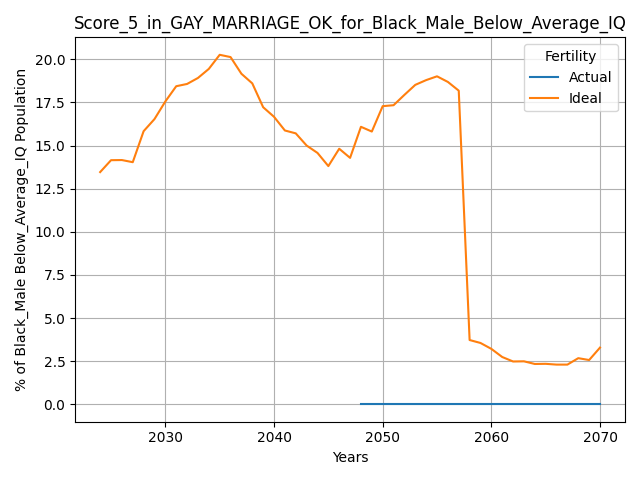 Score_5_in_GAY_MARRIAGE_OK_for_Black_Male_Below_Average_IQ
Fertility
Actual
Ideal
% of Black_Male Below_Average_IQ Population
20.0
17.5
15.0
12.5
10.0
7.5
5.0
2.5
0.0
2030 2040 2050 2060 2070
Years